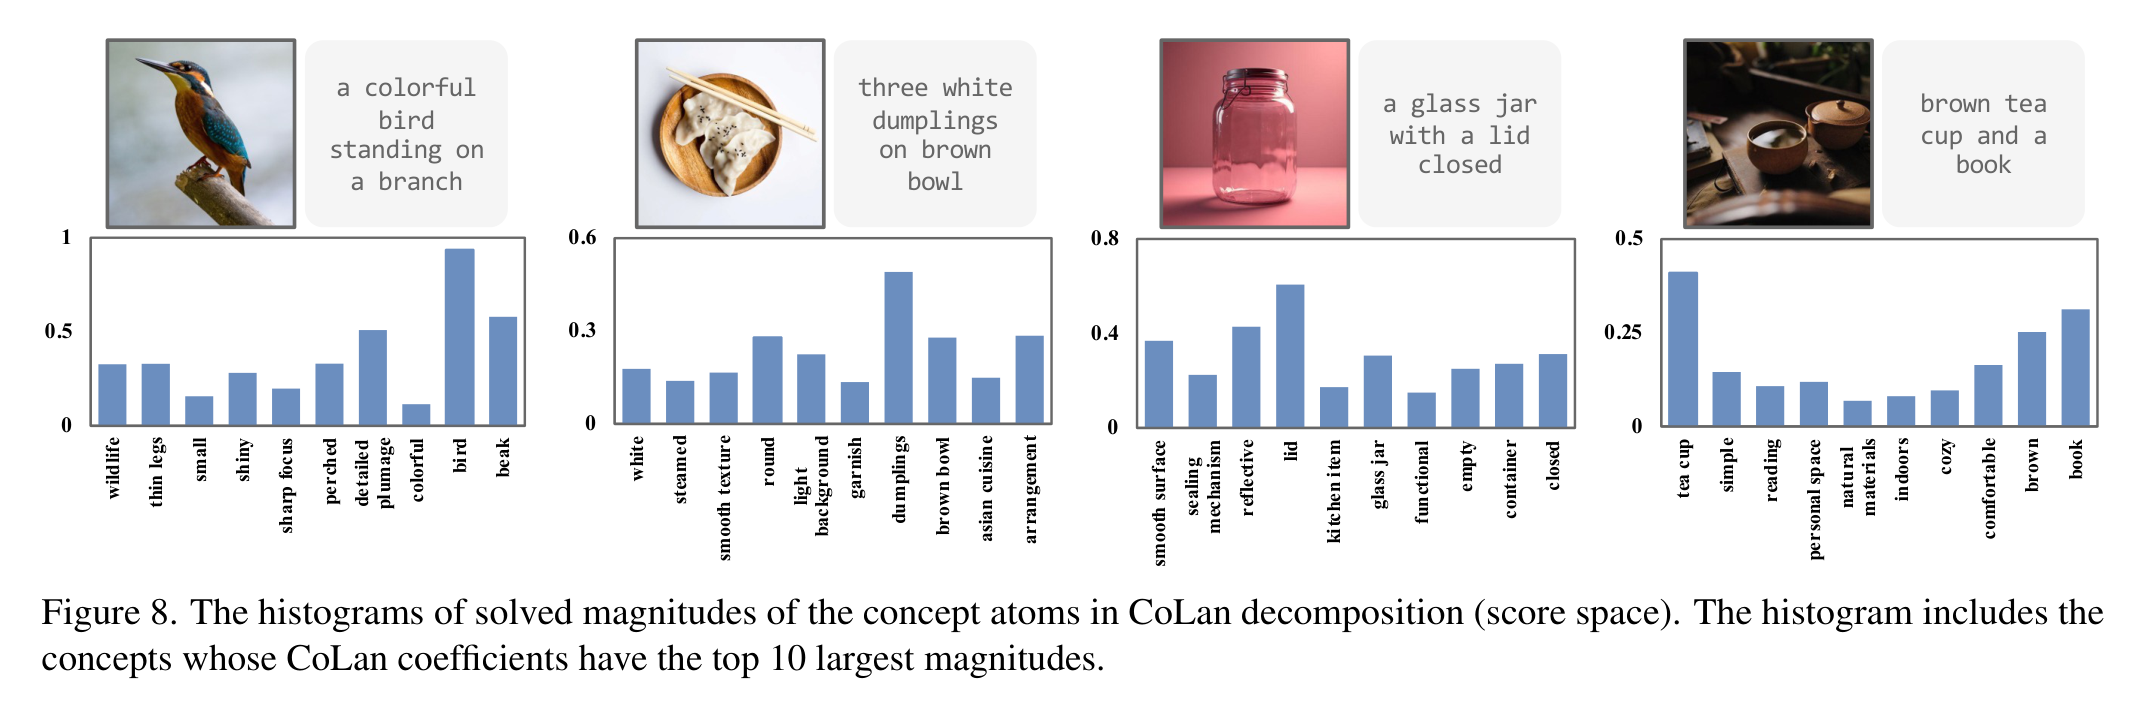 a colorful
bird
standing on
a branch
three white
dumplings
on brown
bowl
a glass jar
with a lid
closed
brown tea
cup and a
book
1
0.5
0
wildlife
thin legs
small
shiny
sharp focus
perched
detailed
plumage
colorful
bird
beak
0.6
0.3
0
white
steamed
smooth texture
round
light
background
garnish
dumplings
brown bowl
asian cuisine
arrangement
0.8
0.4
0
smooth surface
sealing
mechanism
reflective
lid
kitchen item
glass jar
functional
empty
container
closed
0.5
0.25
0
tea cup
simple
reading
personal space
natural
materials
indoors
cozy
comfortable
brown
book
Figure 8. The histograms of solved magnitudes of the concept atoms in CoLan decomposition (score space). The histogram includes the
concepts whose CoLan coefficients have the top 10 largest magnitudes.